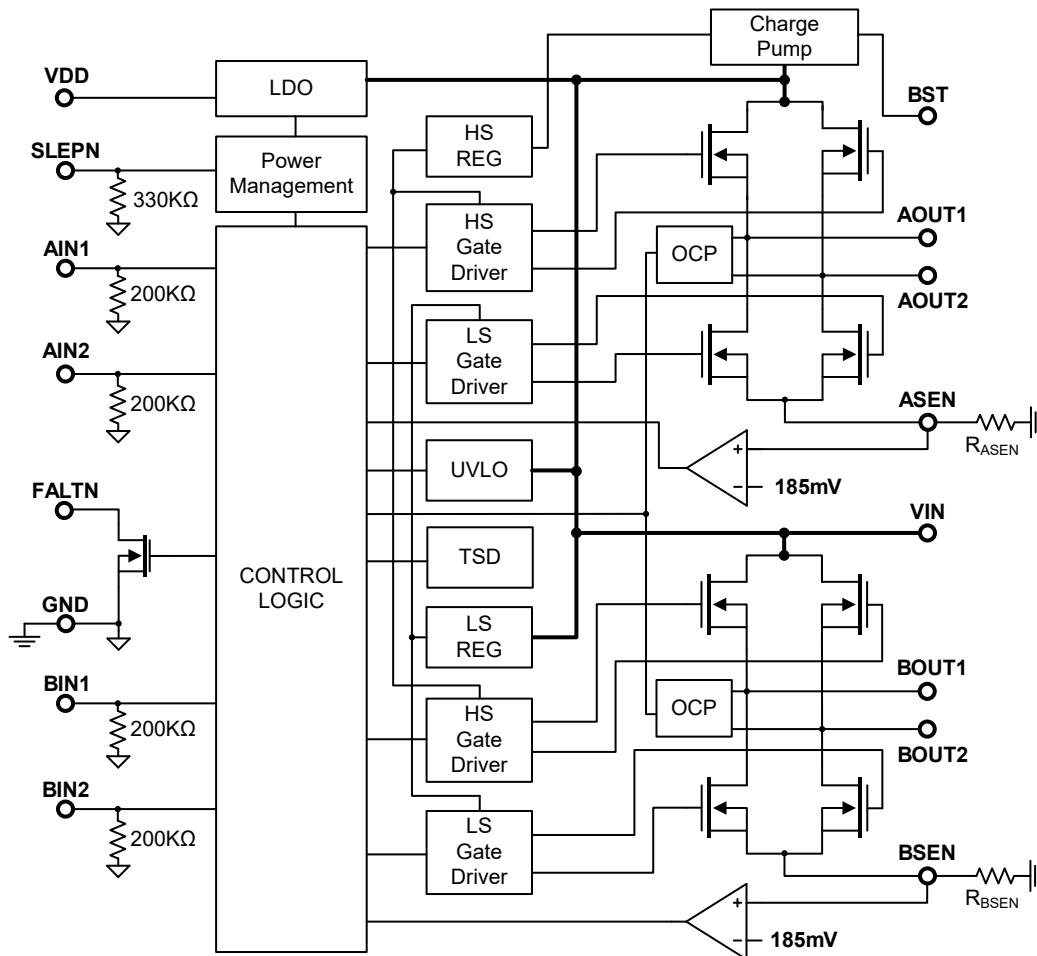 Charge
Pump
VDD
LDO
BST
SLEPN
HS
REG
Power
Management
330KΩ
AIN1
HS
Gate
Driver
AOUT1
OCP
200KΩ
AOUT2
LS
Gate
Driver
AIN2
200KΩ
ASEN
R_ASEN
+
-
185mV
UVLO
FALTN
VIN
TSD
CONTROL
LOGIC
GND
LS
REG
BIN1
BOUT1
HS
Gate
Driver
OCP
200KΩ
BOUT2
BIN2
LS
Gate
Driver
200KΩ
BSEN
R_BSEN
+
-
185mV